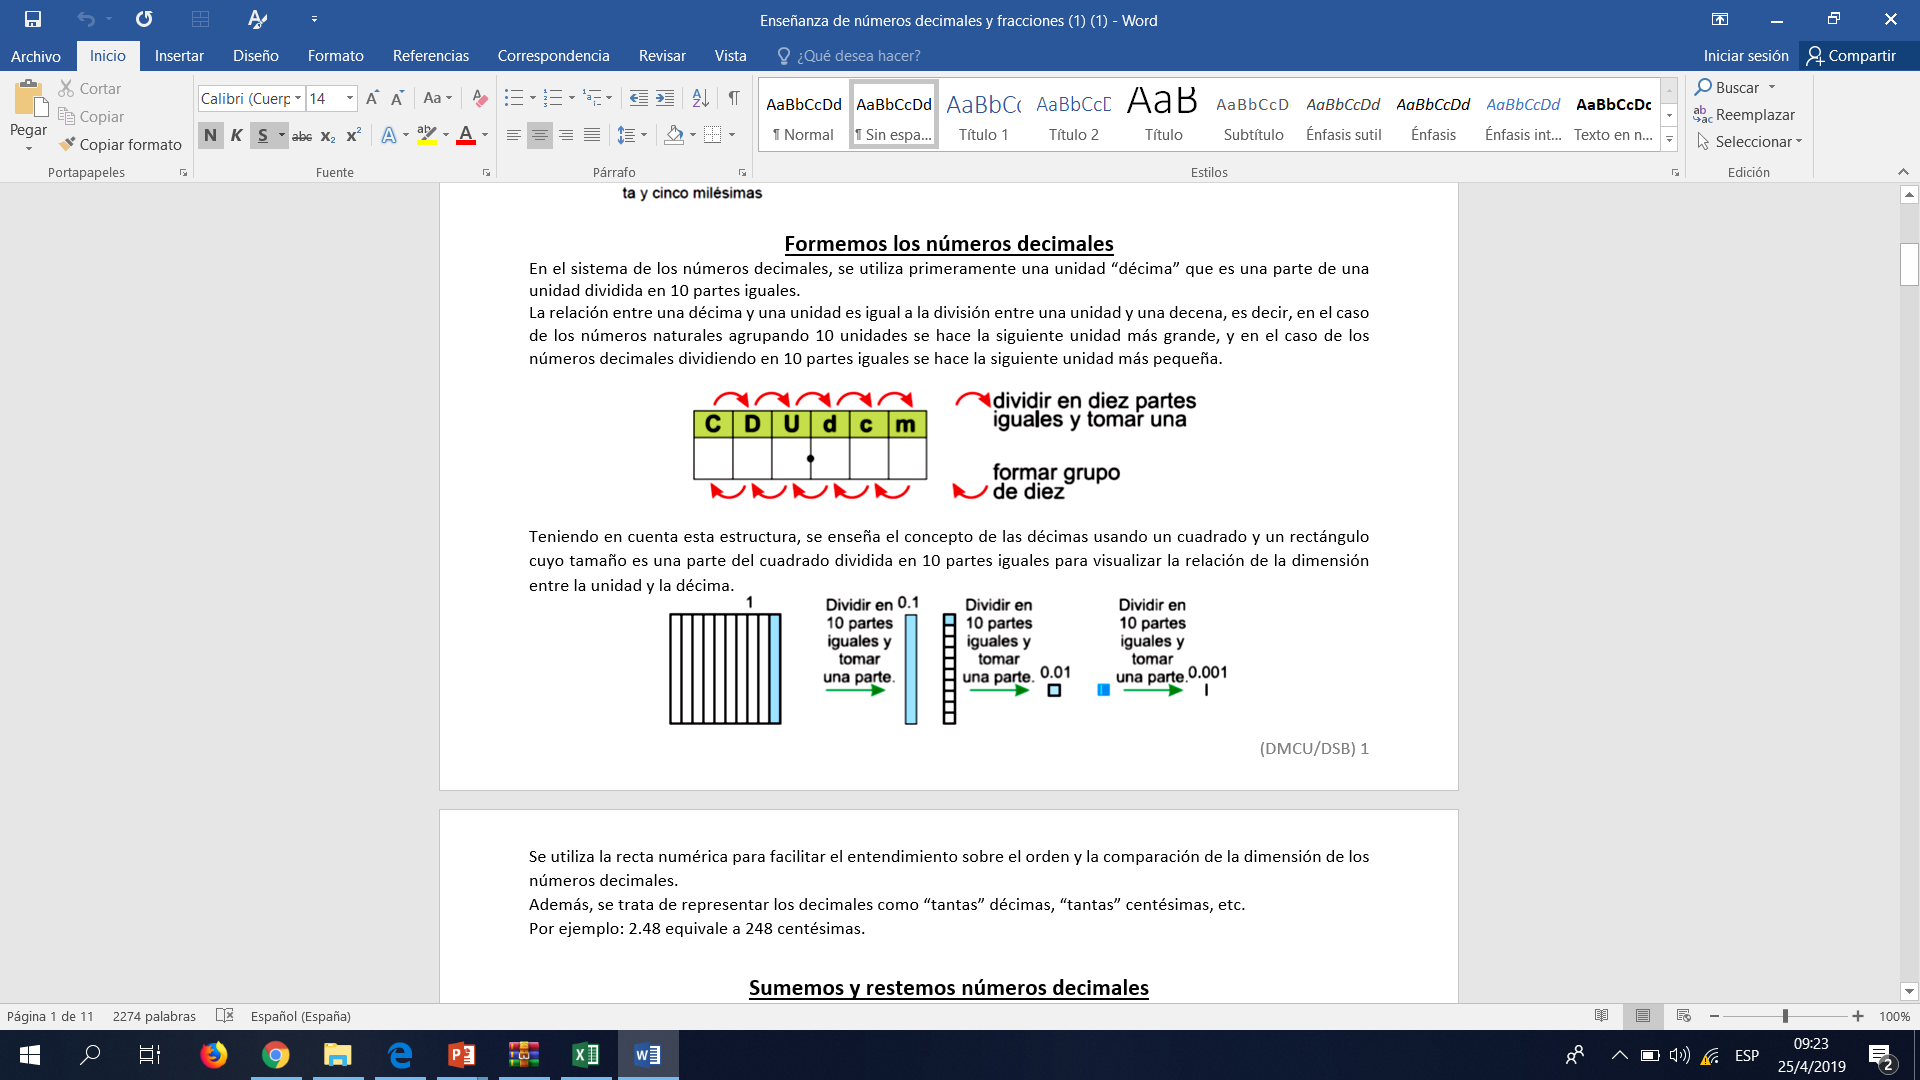 Enseñanza de números decimales y fracciones (1) (1) - Word
Archivo Inicio Insertar Diseño Formato Referencias Correspondencia Revisar Vista ¿Qué desea hacer? Iniciar sesión Compartir
Pegar
Cortar
Copiar
Copiar formato
Portapapeles
Calibri (Cuerp 14
Aa
N K S abc x₂ x² A ab A
Fuente
Párrafo
AaBbCcDd AaBbCcDd AaBbC( AaBbCcD AaB AaBbCcD AaBbCcDd AaBbCcDd AaBbCcDd AaBbCcDc
¶ Normal ¶ Sin espa... Título 1 Título 2 Título Subtítulo Énfasis sutil Énfasis Énfasis int... Texto en n...
Estilos
Buscar
Reemplazar
Seleccionar
Edición
ta y cinco milésimas
Formemos los números decimales
En el sistema de los números decimales, se utiliza primeramente una unidad “décima” que es una parte de una
unidad dividida en 10 partes iguales.
La relación entre una décima y una unidad es igual a la división entre una unidad y una decena, es decir, en el caso
de los números naturales agrupando 10 unidades se hace la siguiente unidad más grande, y en el caso de los
números decimales dividiendo en 10 partes iguales se hace la siguiente unidad más pequeña.
C D U d c m
dividir en diez partes
iguales y tomar una
formar grupo
de diez
Teniendo en cuenta esta estructura, se enseña el concepto de las décimas usando un cuadrado y un rectángulo
cuyo tamaño es una parte del cuadrado dividida en 10 partes iguales para visualizar la relación de la dimensión
entre la unidad y la décima.
1
Dividir en
10 partes
iguales y
tomar
una parte.
0.1
Dividir en
10 partes
iguales y
tomar
una parte.
0.01
Dividir en
10 partes
iguales y
tomar
una parte.
0.001
(DMCU/DSB) 1
Se utiliza la recta numérica para facilitar el entendimiento sobre el orden y la comparación de la dimensión de los
números decimales.
Además, se trata de representar los decimales como “tantas” décimas, “tantas” centésimas, etc.
Por ejemplo: 2.48 equivale a 248 centésimas.
Sumemos y restemos números decimales
Página 1 de 11 2274 palabras Español (España) 100%
ESP
09:23
25/4/2019
2